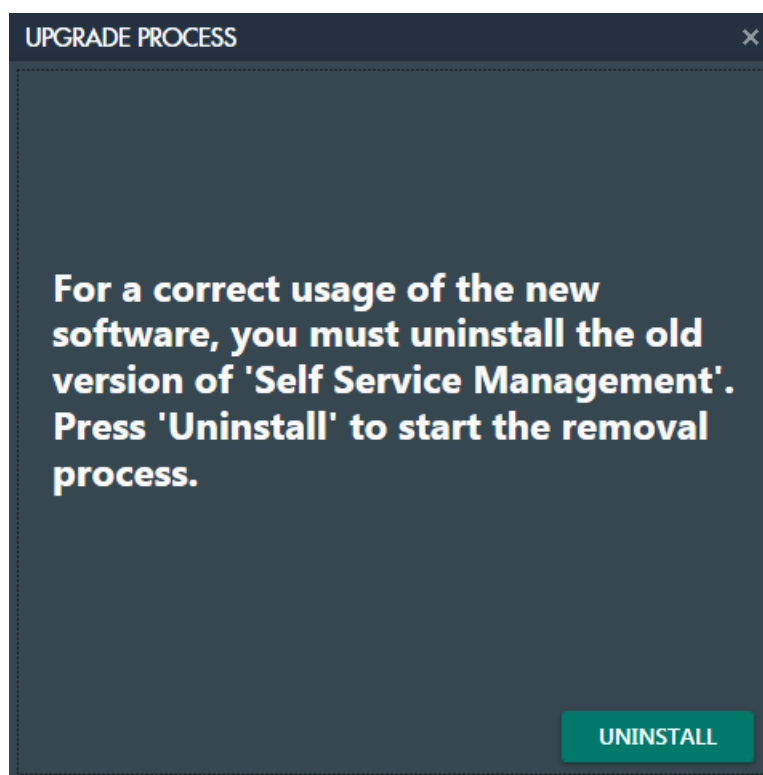 UPGRADE PROCESS ×
For a correct usage of the new
software, you must uninstall the old
version of 'Self Service Management'.
Press 'Uninstall' to start the removal
process.
UNINSTALL